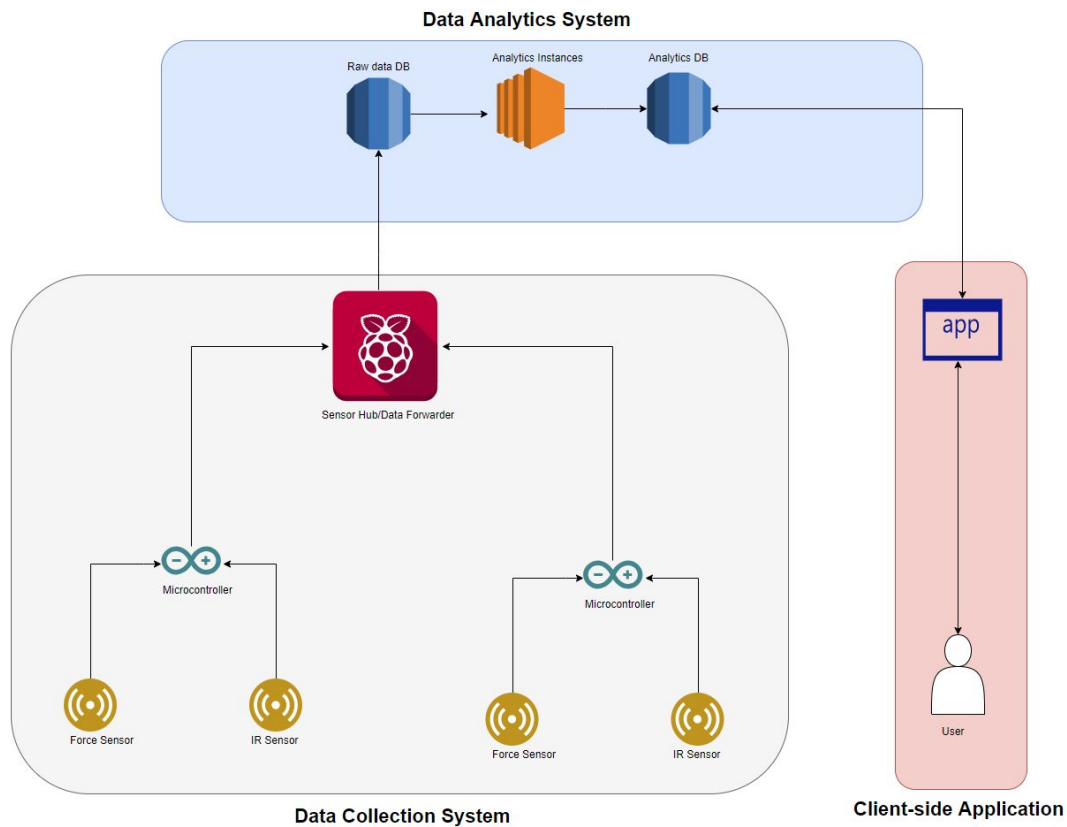 Data Analytics System
Raw data DB
Analytics Instances
Analytics DB
app
Sensor Hub/Data Forwarder
Microcontroller
Microcontroller
Force Sensor
IR Sensor
Force Sensor
IR Sensor
User
Data Collection System
Client-side Application